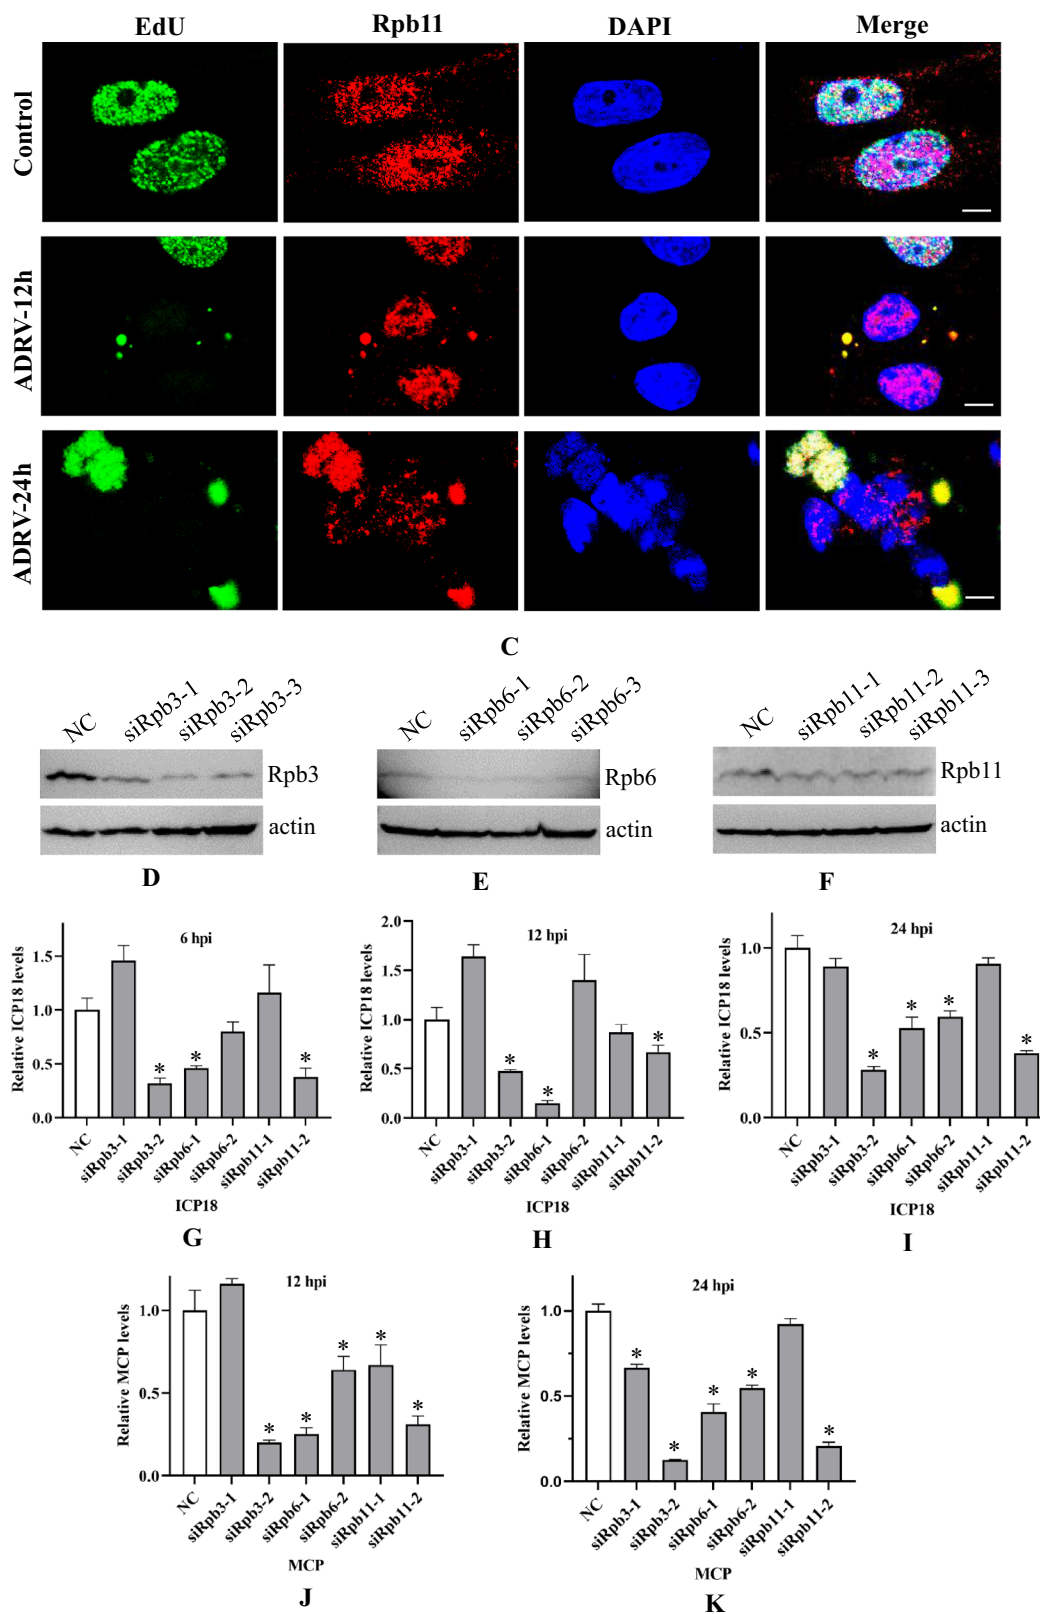 EdU Rpb11 DAPI Merge
Control
ADRV-12h
ADRV-24h
C
NC siRpb3-1 siRpb3-2 siRpb3-3
Rpb3
actin
D
NC siRpb6-1 siRpb6-2 siRpb6-3
Rpb6
actin
E
NC siRpb11-1 siRpb11-2 siRpb11-3
Rpb11
actin
F
6 hpi
Relative ICP18 levels
1.5
1.0
0.5
0.0
* * *
NC siRpb3-1 siRpb3-2 siRpb6-1 siRpb6-2 siRpb11-1 siRpb11-2
ICP18
G
12 hpi
Relative ICP18 levels
2.0
1.5
1.0
0.5
0.0
* * *
NC siRpb3-1 siRpb3-2 siRpb6-1 siRpb6-2 siRpb11-1 siRpb11-2
ICP18
H
24 hpi
Relative ICP18 levels
1.0
0.5
0.0
* * * *
NC siRpb3-1 siRpb3-2 siRpb6-1 siRpb6-2 siRpb11-1 siRpb11-2
ICP18
I
12 hpi
Relative MCP levels
1.0
0.5
0.0
* * * * *
NC siRpb3-1 siRpb3-2 siRpb6-1 siRpb6-2 siRpb11-1 siRpb11-2
MCP
J
24 hpi
Relative MCP levels
1.0
0.5
0.0
* * * * *
NC siRpb3-1 siRpb3-2 siRpb6-1 siRpb6-2 siRpb11-1 siRpb11-2
MCP
K